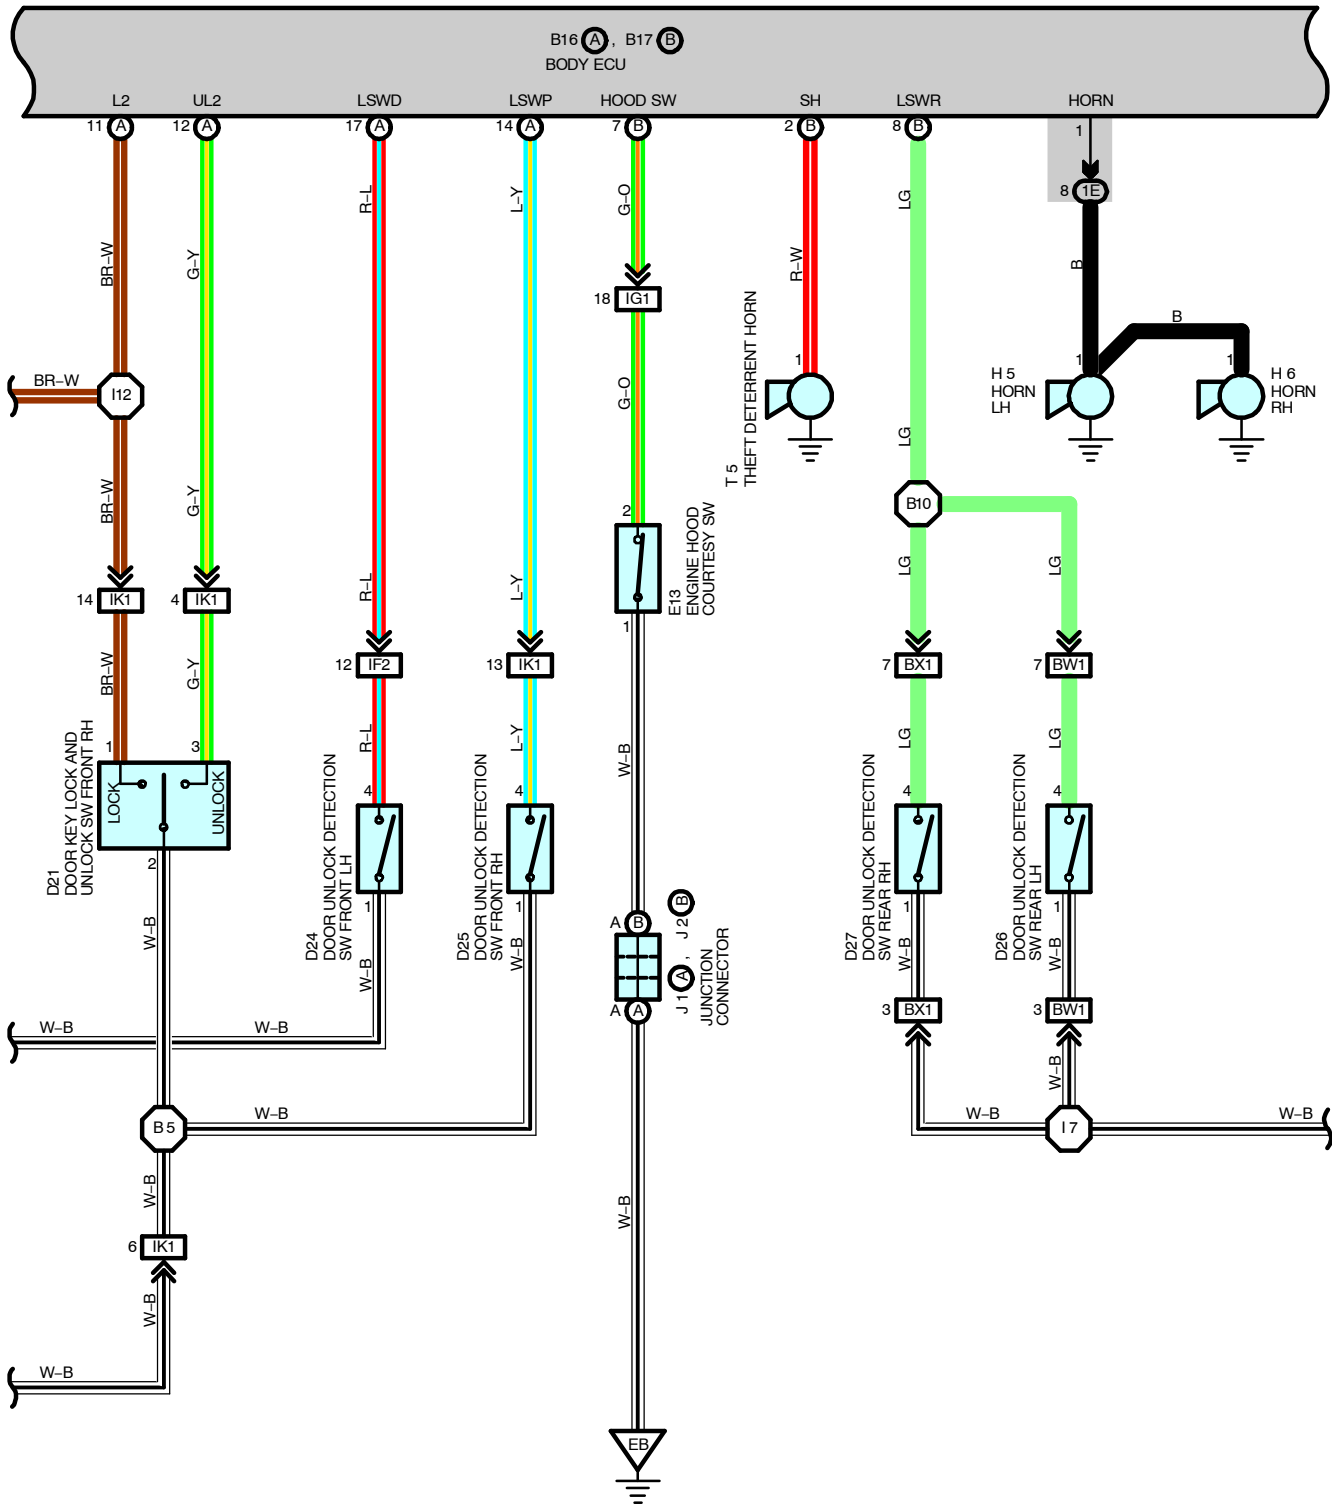 B16 A , B17 B
BODY ECU
L2 UL2 LSWD LSWP HOOD SW SH LSWR HORN
11 A 12 A 17 A 14 A 7 B 2 B 8 B 1
8 1E
R–L L–Y G–O LG
BR–W G–Y R–W B
18 IG1
B
BR–W I12 G–O 1 1 1
T 5
THEFT DETERRENT HORN
H 5
HORN
LH
H 6
HORN
RH
LG
BR–W G–Y 2 B10
E13
ENGINE HOOD
COURTESY SW
R–L L–Y LG LG
14 IK1 4 IK1 1
12 IF2 13 IK1 7 BX1 7 BW1
BR–W G–Y R–L L–Y W–B LG LG
1 3
D21
DOOR KEY LOCK AND
UNLOCK SW FRONT RH
LOCK UNLOCK
2
4 4 4 4
D24
DOOR UNLOCK DETECTION
SW FRONT LH
D25
DOOR UNLOCK DETECTION
SW FRONT RH
D27
DOOR UNLOCK DETECTION
SW REAR RH
D26
DOOR UNLOCK DETECTION
SW REAR LH
1 1 1 1
W–B W–B W–B W–B W–B
A B
J 1 A , J 2 B
JUNCTION
CONNECTOR
A A
3 BX1 3 BW1
W–B W–B
W–B
B 5 W–B W–B I 7 W–B
W–B W–B
6 IK1
W–B
W–B
EB